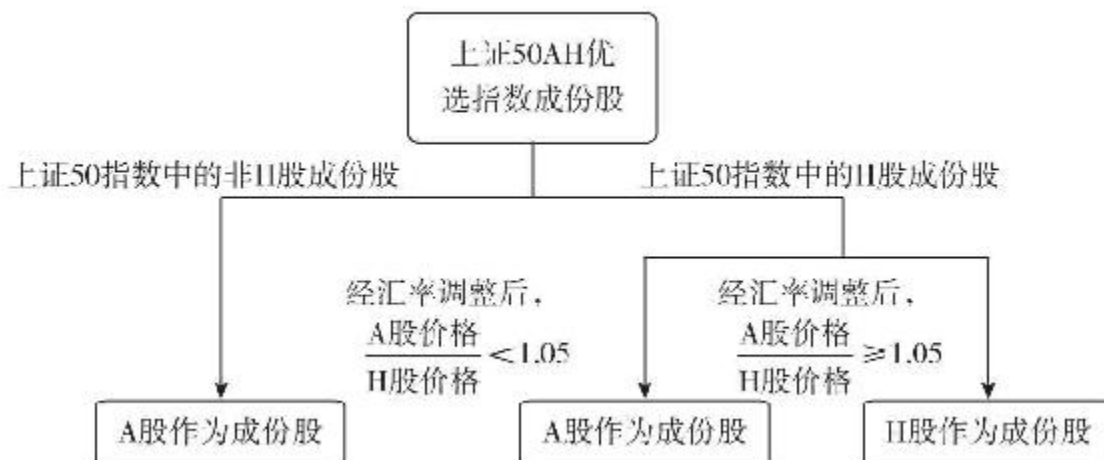 上证50AH优
选指数成份股
上证50指数中的非H股成份股
上证50指数中的H股成份股
经汇率调整后，
A股价格
H股价格
<1.05
经汇率调整后，
A股价格
H股价格
≥1.05
A股作为成份股
A股作为成份股
H股作为成份股